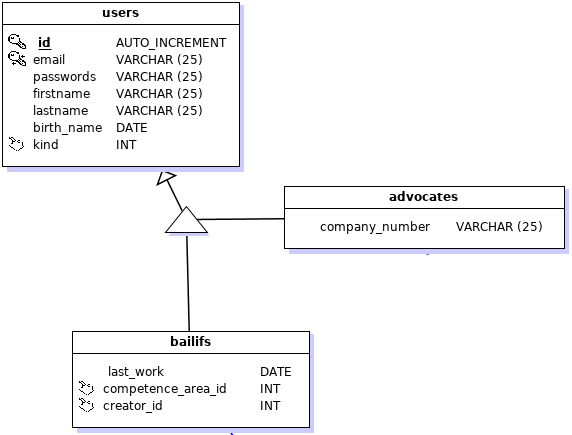 users
id AUTO_INCREMENT
email VARCHAR (25)
passwords VARCHAR (25)
firstname VARCHAR (25)
lastname VARCHAR (25)
birth_name DATE
kind INT
advocates
company_number VARCHAR (25)
bailifs
last_work DATE
competence_area_id INT
creator_id INT